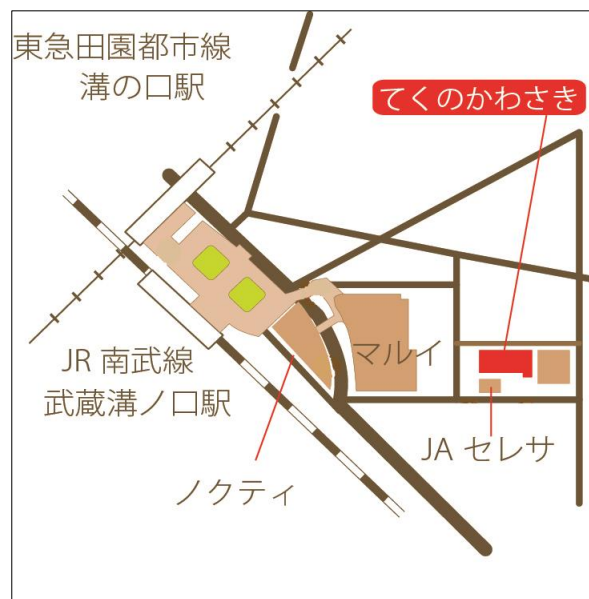 東急田園都市線
溝の口駅
てくのかわさき
マルイ
JR 南武線
武蔵溝ノ口駅
JA セレサ
ノクティ